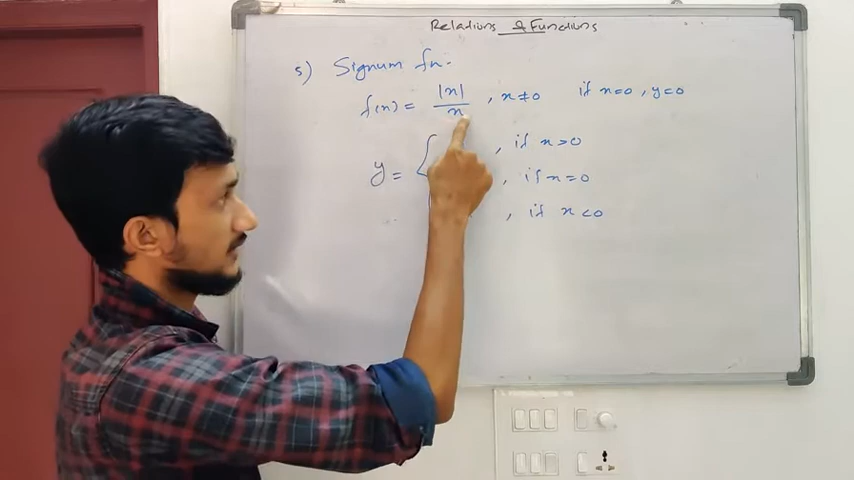 Relations & Functions
5) Signum fn.
f(x) = |x|/x , x≠0 if x=0, y=0
y = { , if x>0
, if x=0
, if x<0